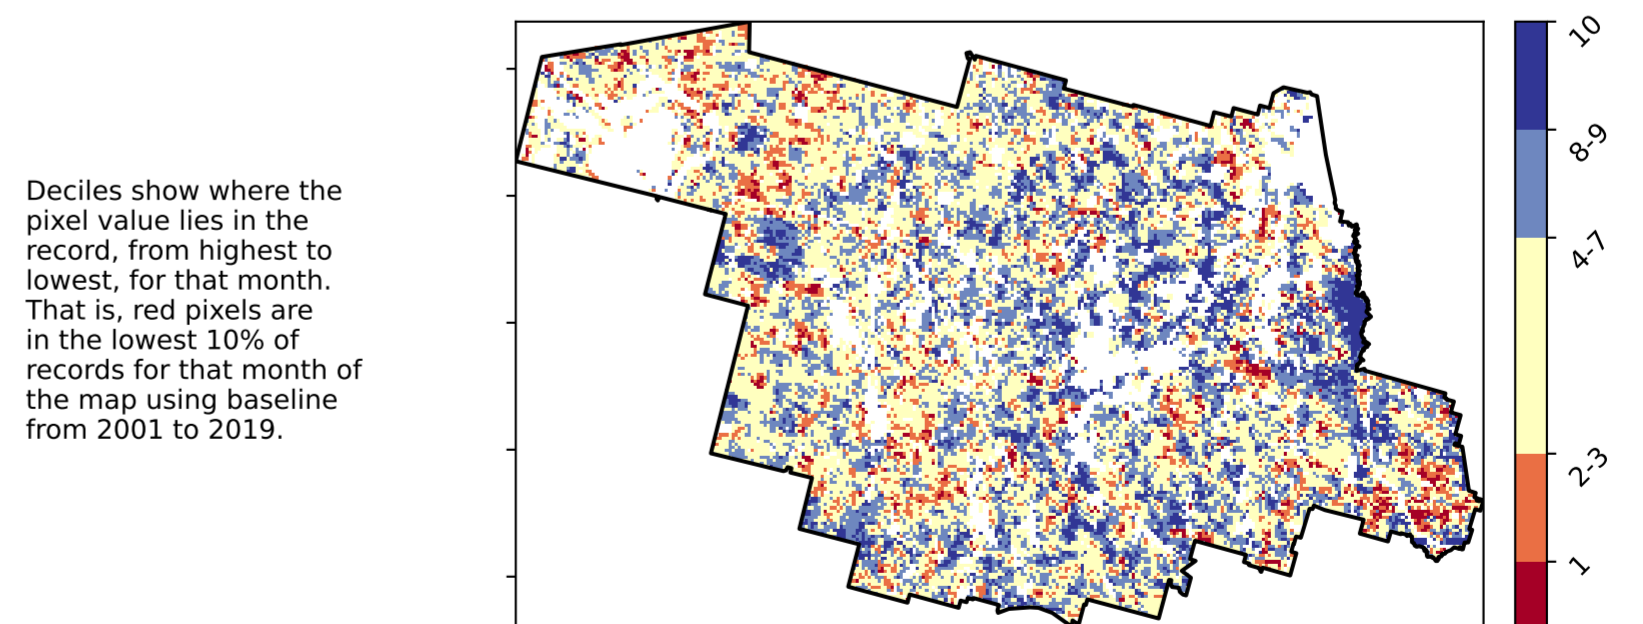 Deciles show where the
pixel value lies in the
record, from highest to
lowest, for that month.
That is, red pixels are
in the lowest 10% of
records for that month of
the map using baseline
from 2001 to 2019.
10
8-9
4-7
2-3
1